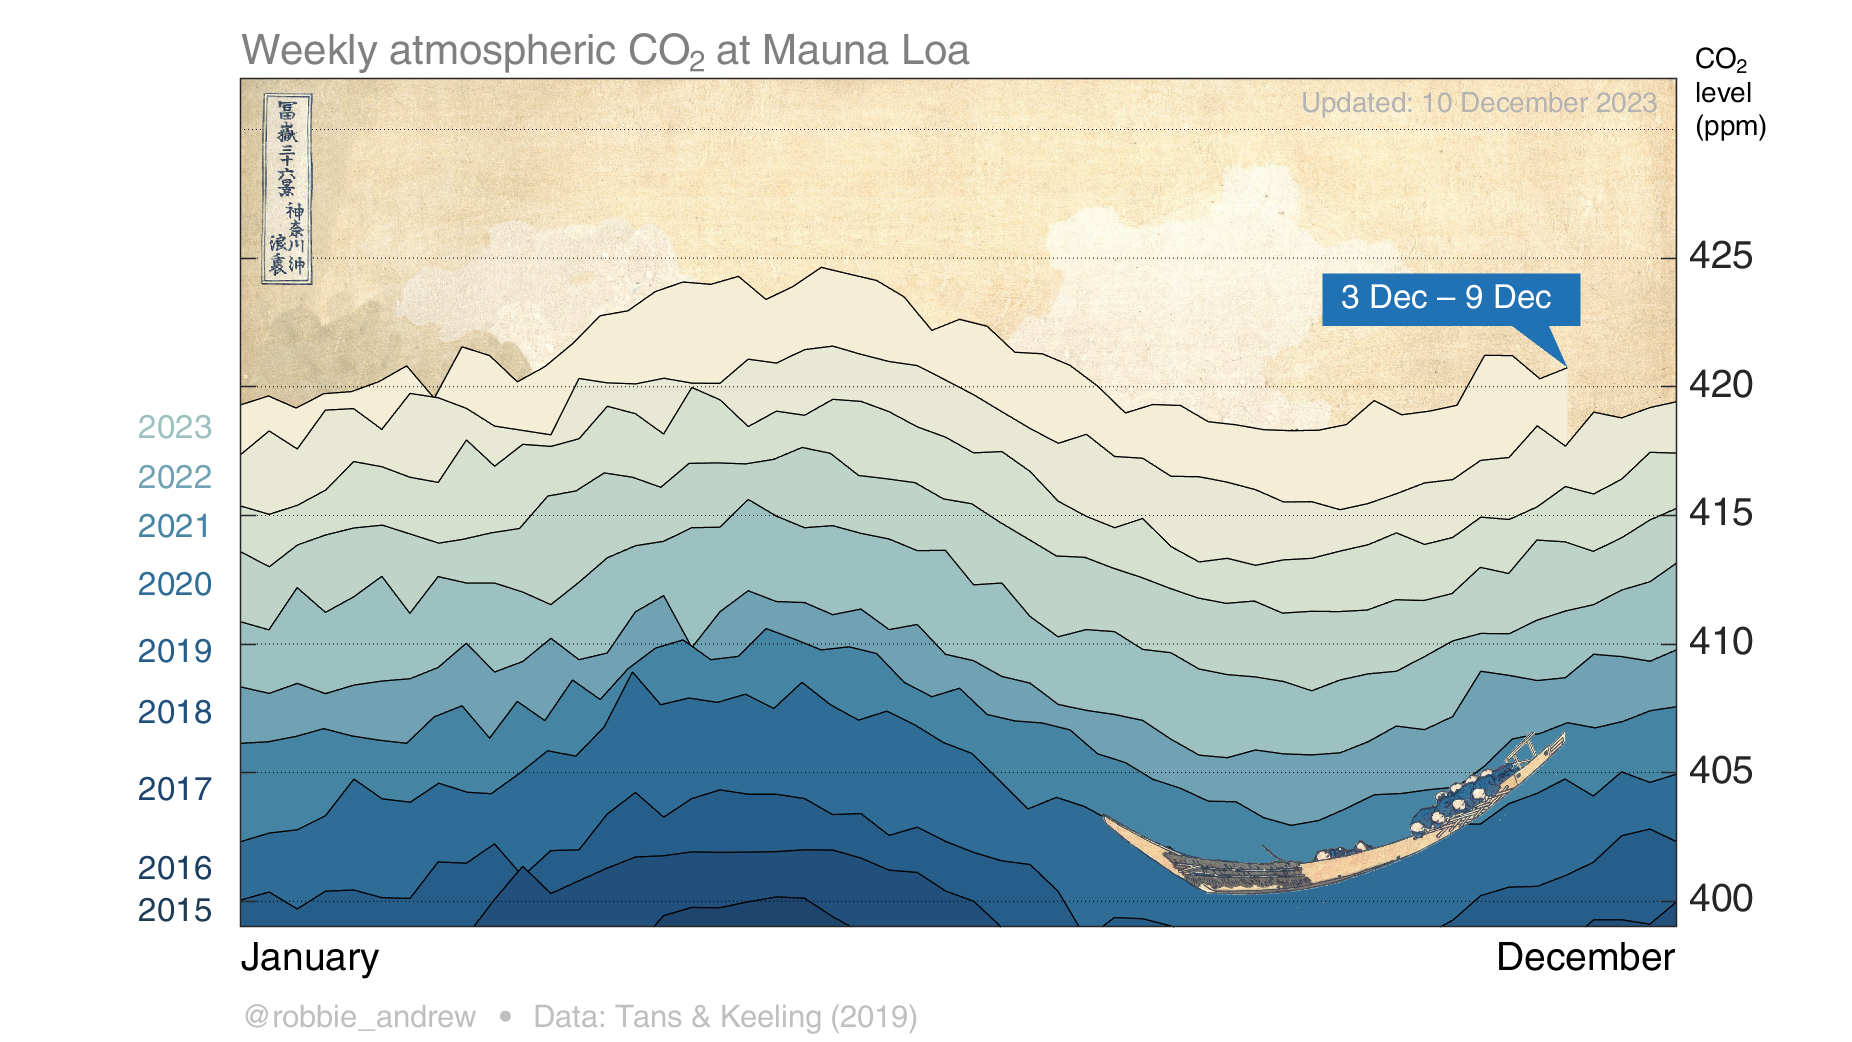 Weekly atmospheric CO₂ at Mauna Loa
CO₂
level
(ppm)
Updated: 10 December 2023
冨嶽三十六景
神奈川沖
浪裏
3 Dec – 9 Dec
425
420
415
410
405
400
2023
2022
2021
2020
2019
2018
2017
2016
2015
January
December
@robbie_andrew • Data: Tans & Keeling (2019)